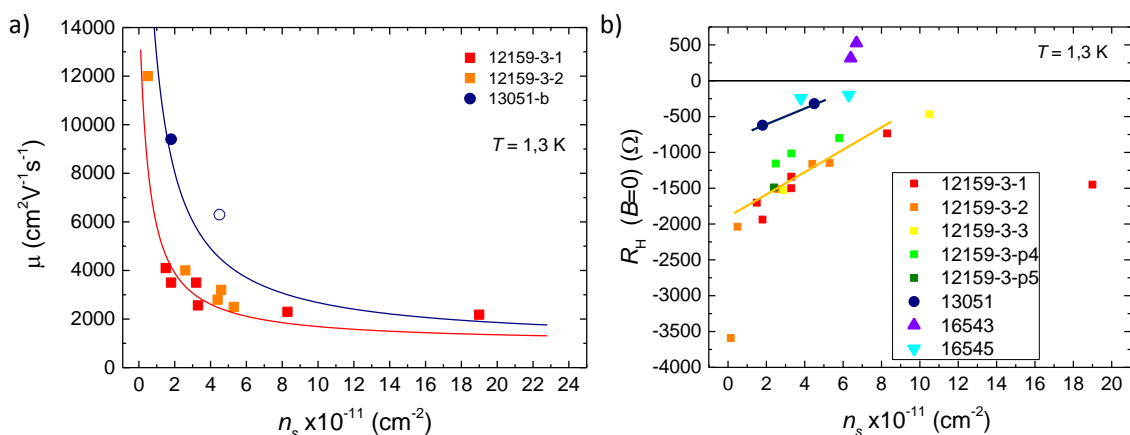 a)
14000
12000
10000
8000
6000
4000
2000
0
μ (cm²V⁻¹s⁻¹)
12159-3-1
12159-3-2
13051-b
T = 1,3 K
0 2 4 6 8 10 12 14 16 18 20 22 24
nₛ x10⁻¹¹ (cm⁻²)
b)
500
250
0
-500
-1000
-1500
-2000
-2500
-3000
-3500
-4000
R_H (B=0) (Ω)
T = 1,3 K
12159-3-1
12159-3-2
12159-3-3
12159-3-p4
12159-3-p5
13051
16543
16545
0 2 4 6 8 10 12 14 16 18 20
nₛ x10⁻¹¹ (cm⁻²)